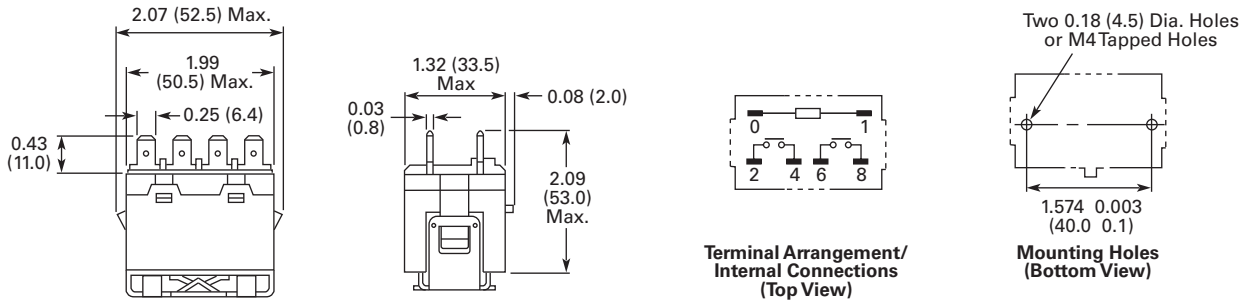 2.07 (52.5) Max.
1.99
(50.5) Max.
0.25 (6.4)
0.43
(11.0)
1.32 (33.5)
Max
0.08 (2.0)
0.03
(0.8)
2.09
(53.0)
Max.
0 1
2 4 6 8
Terminal Arrangement/
Internal Connections
(Top View)
Two 0.18 (4.5) Dia. Holes
or M4 Tapped Holes
1.574 0.003
(40.0 0.1)
Mounting Holes
(Bottom View)